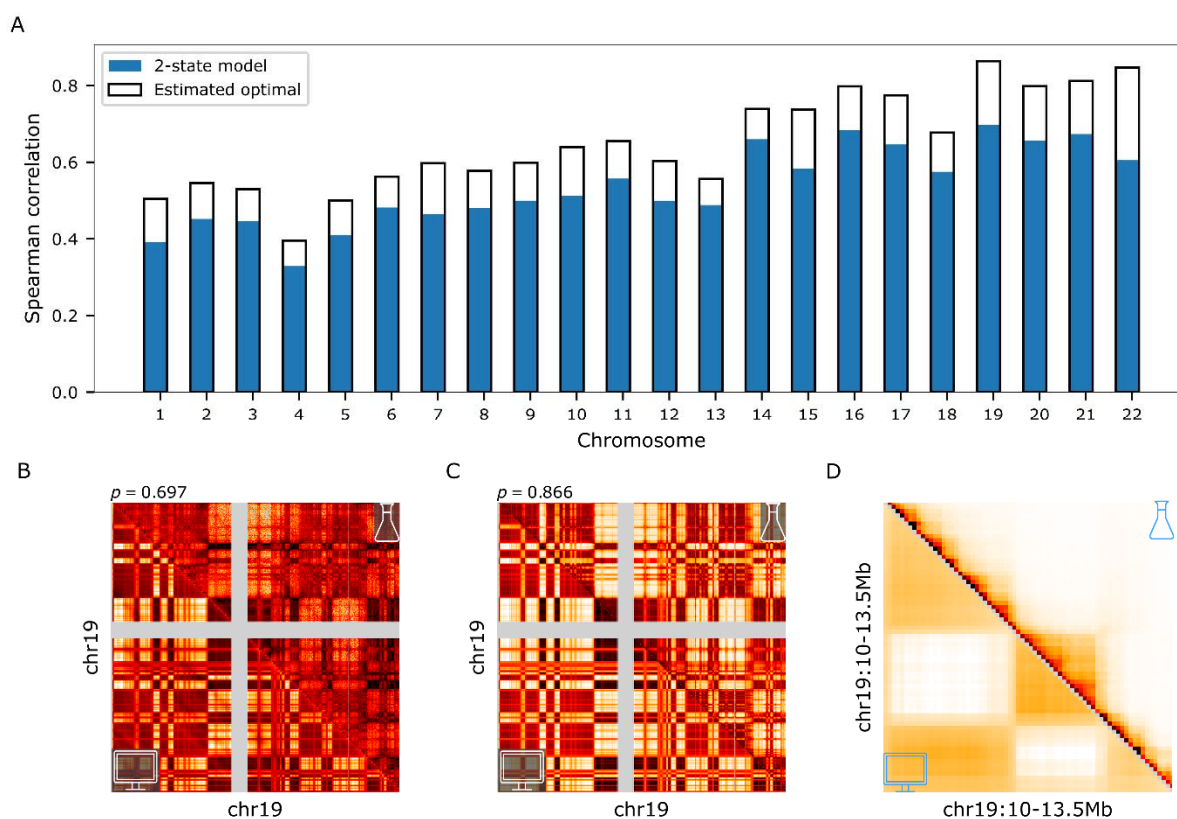 A
Spearman correlation
0.8
0.6
0.4
0.2
0.0
2-state model
Estimated optimal
1 2 3 4 5 6 7 8 9 10 11 12 13 14 15 16 17 18 19 20 21 22
Chromosome
B
p = 0.697
chr19
chr19
C
p = 0.866
chr19
chr19
D
chr19:10-13.5Mb
chr19:10-13.5Mb